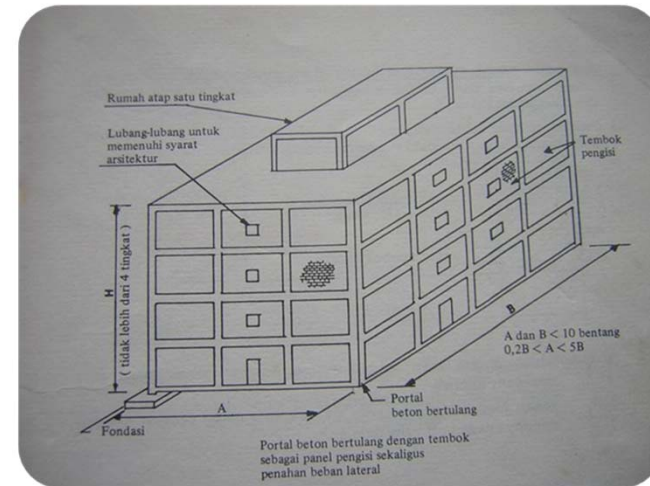 Rumah atap satu tingkat
Lubang-lubang untuk
memenuhi syarat
arsitektur
Tembok
pengisi
H
( tidak lebih dari 4 tingkat )
B
A dan B < 10 bentang
0,2B < A < 5B
A
Portal
beton bertulang
Fondasi
Portal beton bertulang dengan tembok
sebagai panel pengisi sekaligus
penahan beban lateral